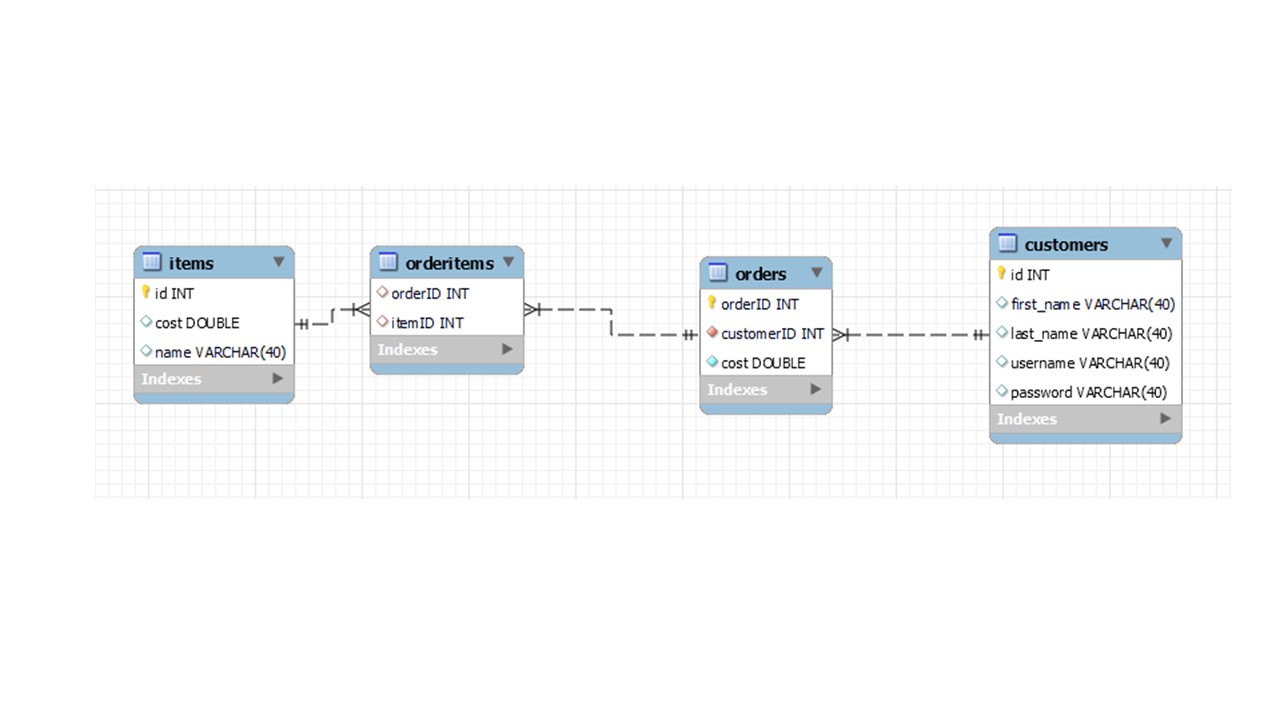 items
id INT
cost DOUBLE
name VARCHAR(40)
Indexes
orderitems
orderID INT
itemID INT
Indexes
orders
orderID INT
customerID INT
cost DOUBLE
Indexes
customers
id INT
first_name VARCHAR(40)
last_name VARCHAR(40)
username VARCHAR(40)
password VARCHAR(40)
Indexes